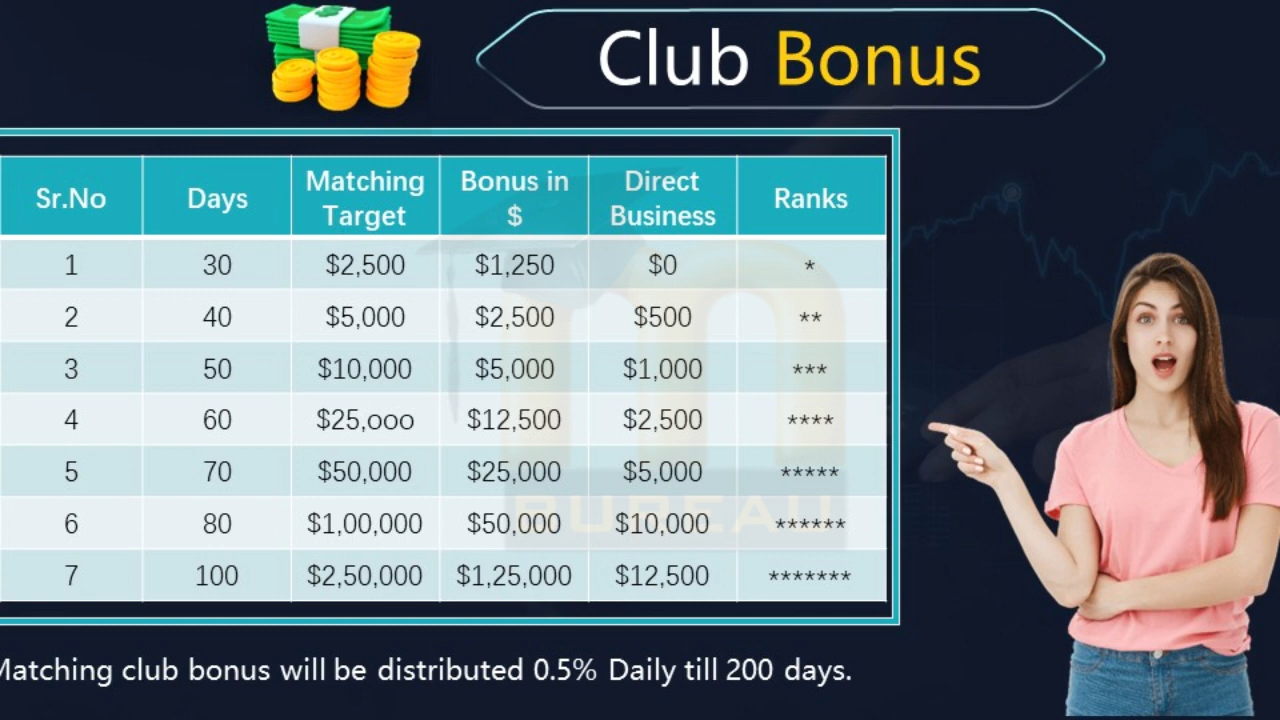 Club Bonus
Sr.No Days Matching Target Bonus in $ Direct Business Ranks
1 30 $2,500 $1,250 $0 *
2 40 $5,000 $2,500 $500 **
3 50 $10,000 $5,000 $1,000 ***
4 60 $25,ooo $12,500 $2,500 ****
5 70 $50,000 $25,000 $5,000 *****
6 80 $1,00,000 $50,000 $10,000 ******
7 100 $2,50,000 $1,25,000 $12,500 *******
BUREAU
Matching club bonus will be distributed 0.5% Daily till 200 days.